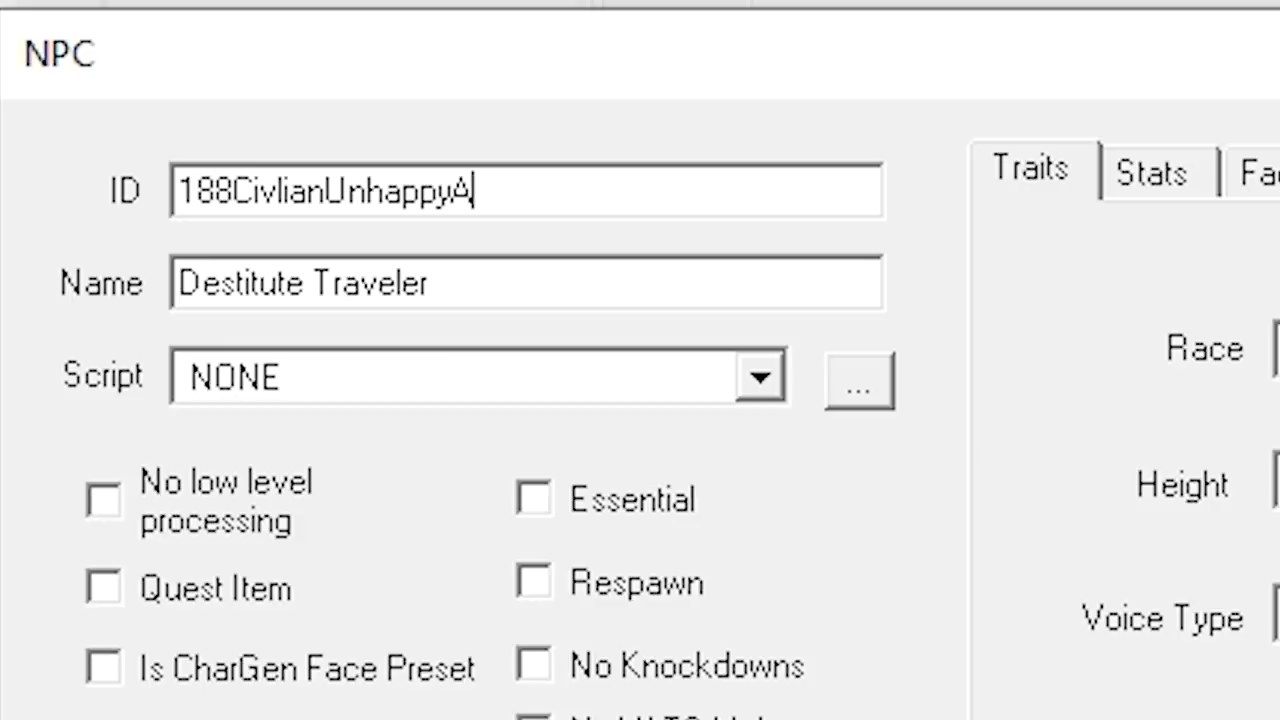 NPC
ID 188CivlianUnhappyA
Name Destitute Traveler
Script NONE ...
No low level
processing
Quest Item
Is CharGen Face Preset
Essential
Respawn
No Knockdowns
Traits Stats
Race
Height
Voice Type